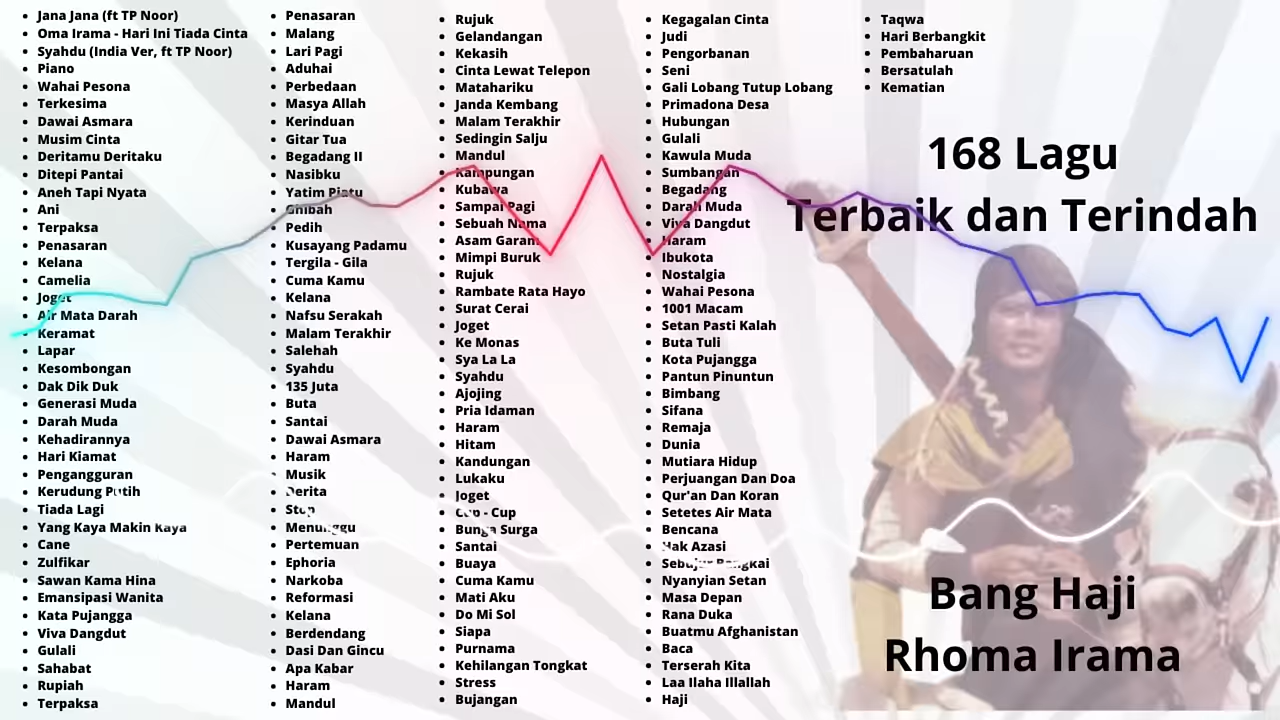 Jana Jana (ft TP Noor)
Oma Irama - Hari Ini Tiada Cinta
Syahdu (India Ver, ft TP Noor)
Piano
Wahai Pesona
Terkesima
Dawai Asmara
Musim Cinta
Deritamu Deritaku
Ditepi Pantai
Aneh Tapi Nyata
Ani
Terpaksa
Penasaran
Kelana
Camelia
Joget
Air Mata Darah
Keramat
Lapar
Kesombongan
Dak Dik Duk
Generasi Muda
Darah Muda
Kehadirannya
Hari Kiamat
Pengangguran
Kerudung Putih
Tiada Lagi
Yang Kaya Makin Kaya
Cane
Zulfikar
Sawan Kama Hina
Emansipasi Wanita
Kata Pujangga
Viva Dangdut
Gulali
Sahabat
Rupiah
Terpaksa
Penasaran
Malang
Lari Pagi
Aduhai
Perbedaan
Masya Allah
Kerinduan
Gitar Tua
Begadang II
Nasibku
Yatim Piatu
Ghibah
Pedih
Kusayang Padamu
Tergila - Gila
Cuma Kamu
Kelana
Nafsu Serakah
Malam Terakhir
Salehah
Syahdu
135 Juta
Buta
Santai
Dawai Asmara
Haram
Musik
Derita
Stop
Menunggu
Pertemuan
Ephoria
Narkoba
Reformasi
Kelana
Berdendang
Dasi Dan Gincu
Apa Kabar
Haram
Mandul
Rujuk
Gelandangan
Kekasih
Cinta Lewat Telepon
Matahariku
Janda Kembang
Malam Terakhir
Sedingin Salju
Mandul
Kampungan
Kubawa
Sampai Pagi
Sebuah Nama
Asam Garam
Mimpi Buruk
Rujuk
Rambate Rata Hayo
Surat Cerai
Joget
Ke Monas
Sya La La
Syahdu
Ajojing
Pria Idaman
Haram
Hitam
Kandungan
Lukaku
Joget
Cup - Cup
Bunga Surga
Santai
Buaya
Cuma Kamu
Mati Aku
Do Mi Sol
Siapa
Purnama
Kehilangan Tongkat
Stress
Bujangan
Kegagalan Cinta
Judi
Pengorbanan
Seni
Gali Lobang Tutup Lobang
Primadona Desa
Hubungan
Gulali
Kawula Muda
Sumbangan
Begadang
Darah Muda
Viva Dangdut
Haram
Ibukota
Nostalgia
Wahai Pesona
1001 Macam
Setan Pasti Kalah
Buta Tuli
Kota Pujangga
Pantun Pinuntun
Bimbang
Sifana
Remaja
Dunia
Mutiara Hidup
Perjuangan Dan Doa
Qur'an Dan Koran
Setetes Air Mata
Bencana
Hak Azasi
Sebujur Bangkai
Nyanyian Setan
Masa Depan
Rana Duka
Buatmu Afghanistan
Baca
Terserah Kita
Laa Ilaha Illallah
Haji
Taqwa
Hari Berbangkit
Pembaharuan
Bersatulah
Kematian
168 Lagu
Terbaik dan Terindah
Bang Haji
Rhoma Irama